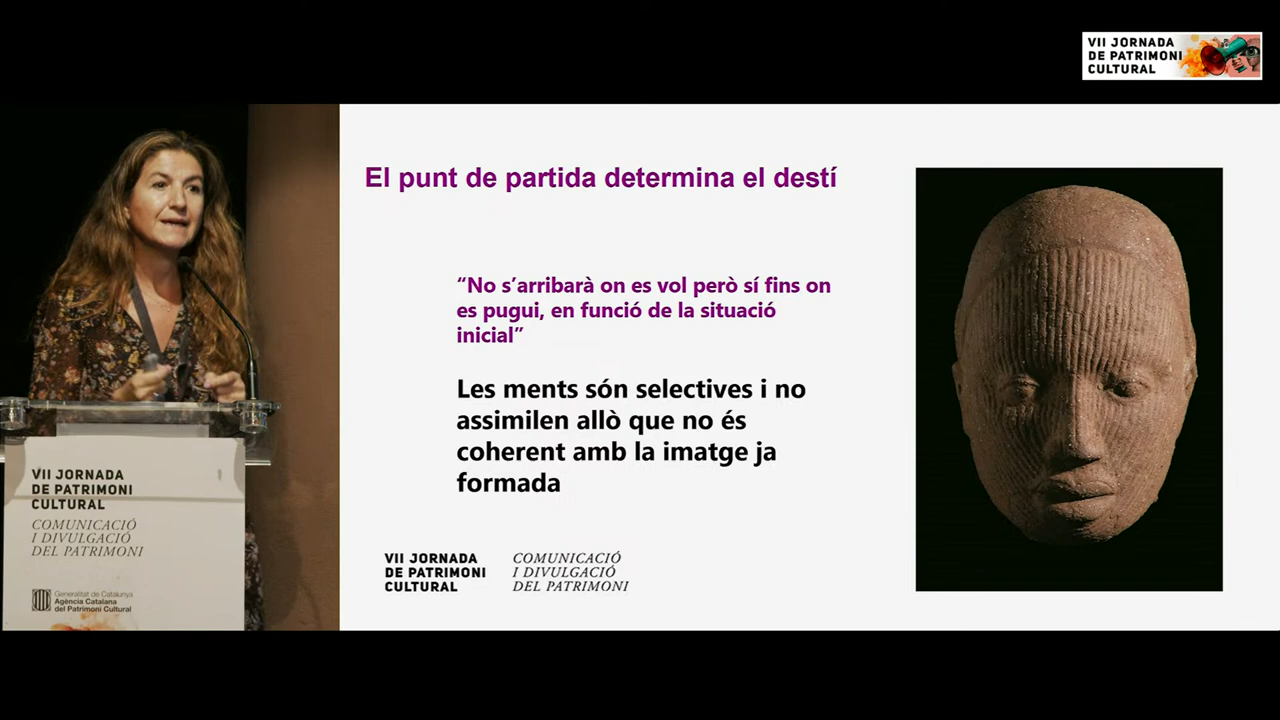 VII JORNADA
DE PATRIMONI
CULTURAL
El punt de partida determina el destí
“No s’arribarà on es vol però sí fins on
es pugui, en funció de la situació
inicial”
Les ments són selectives i no
assimilen allò que no és
coherent amb la imatge ja
formada
VII JORNADA
DE PATRIMONI
CULTURAL
COMUNICACIÓ
I DIVULGACIÓ
DEL PATRIMONI
VII JORNADA
DE PATRIMONI
CULTURAL
COMUNICACIÓ
I DIVULGACIÓ
DEL PATRIMONI
Generalitat de Catalunya
Agència Catalana
del Patrimoni Cultural